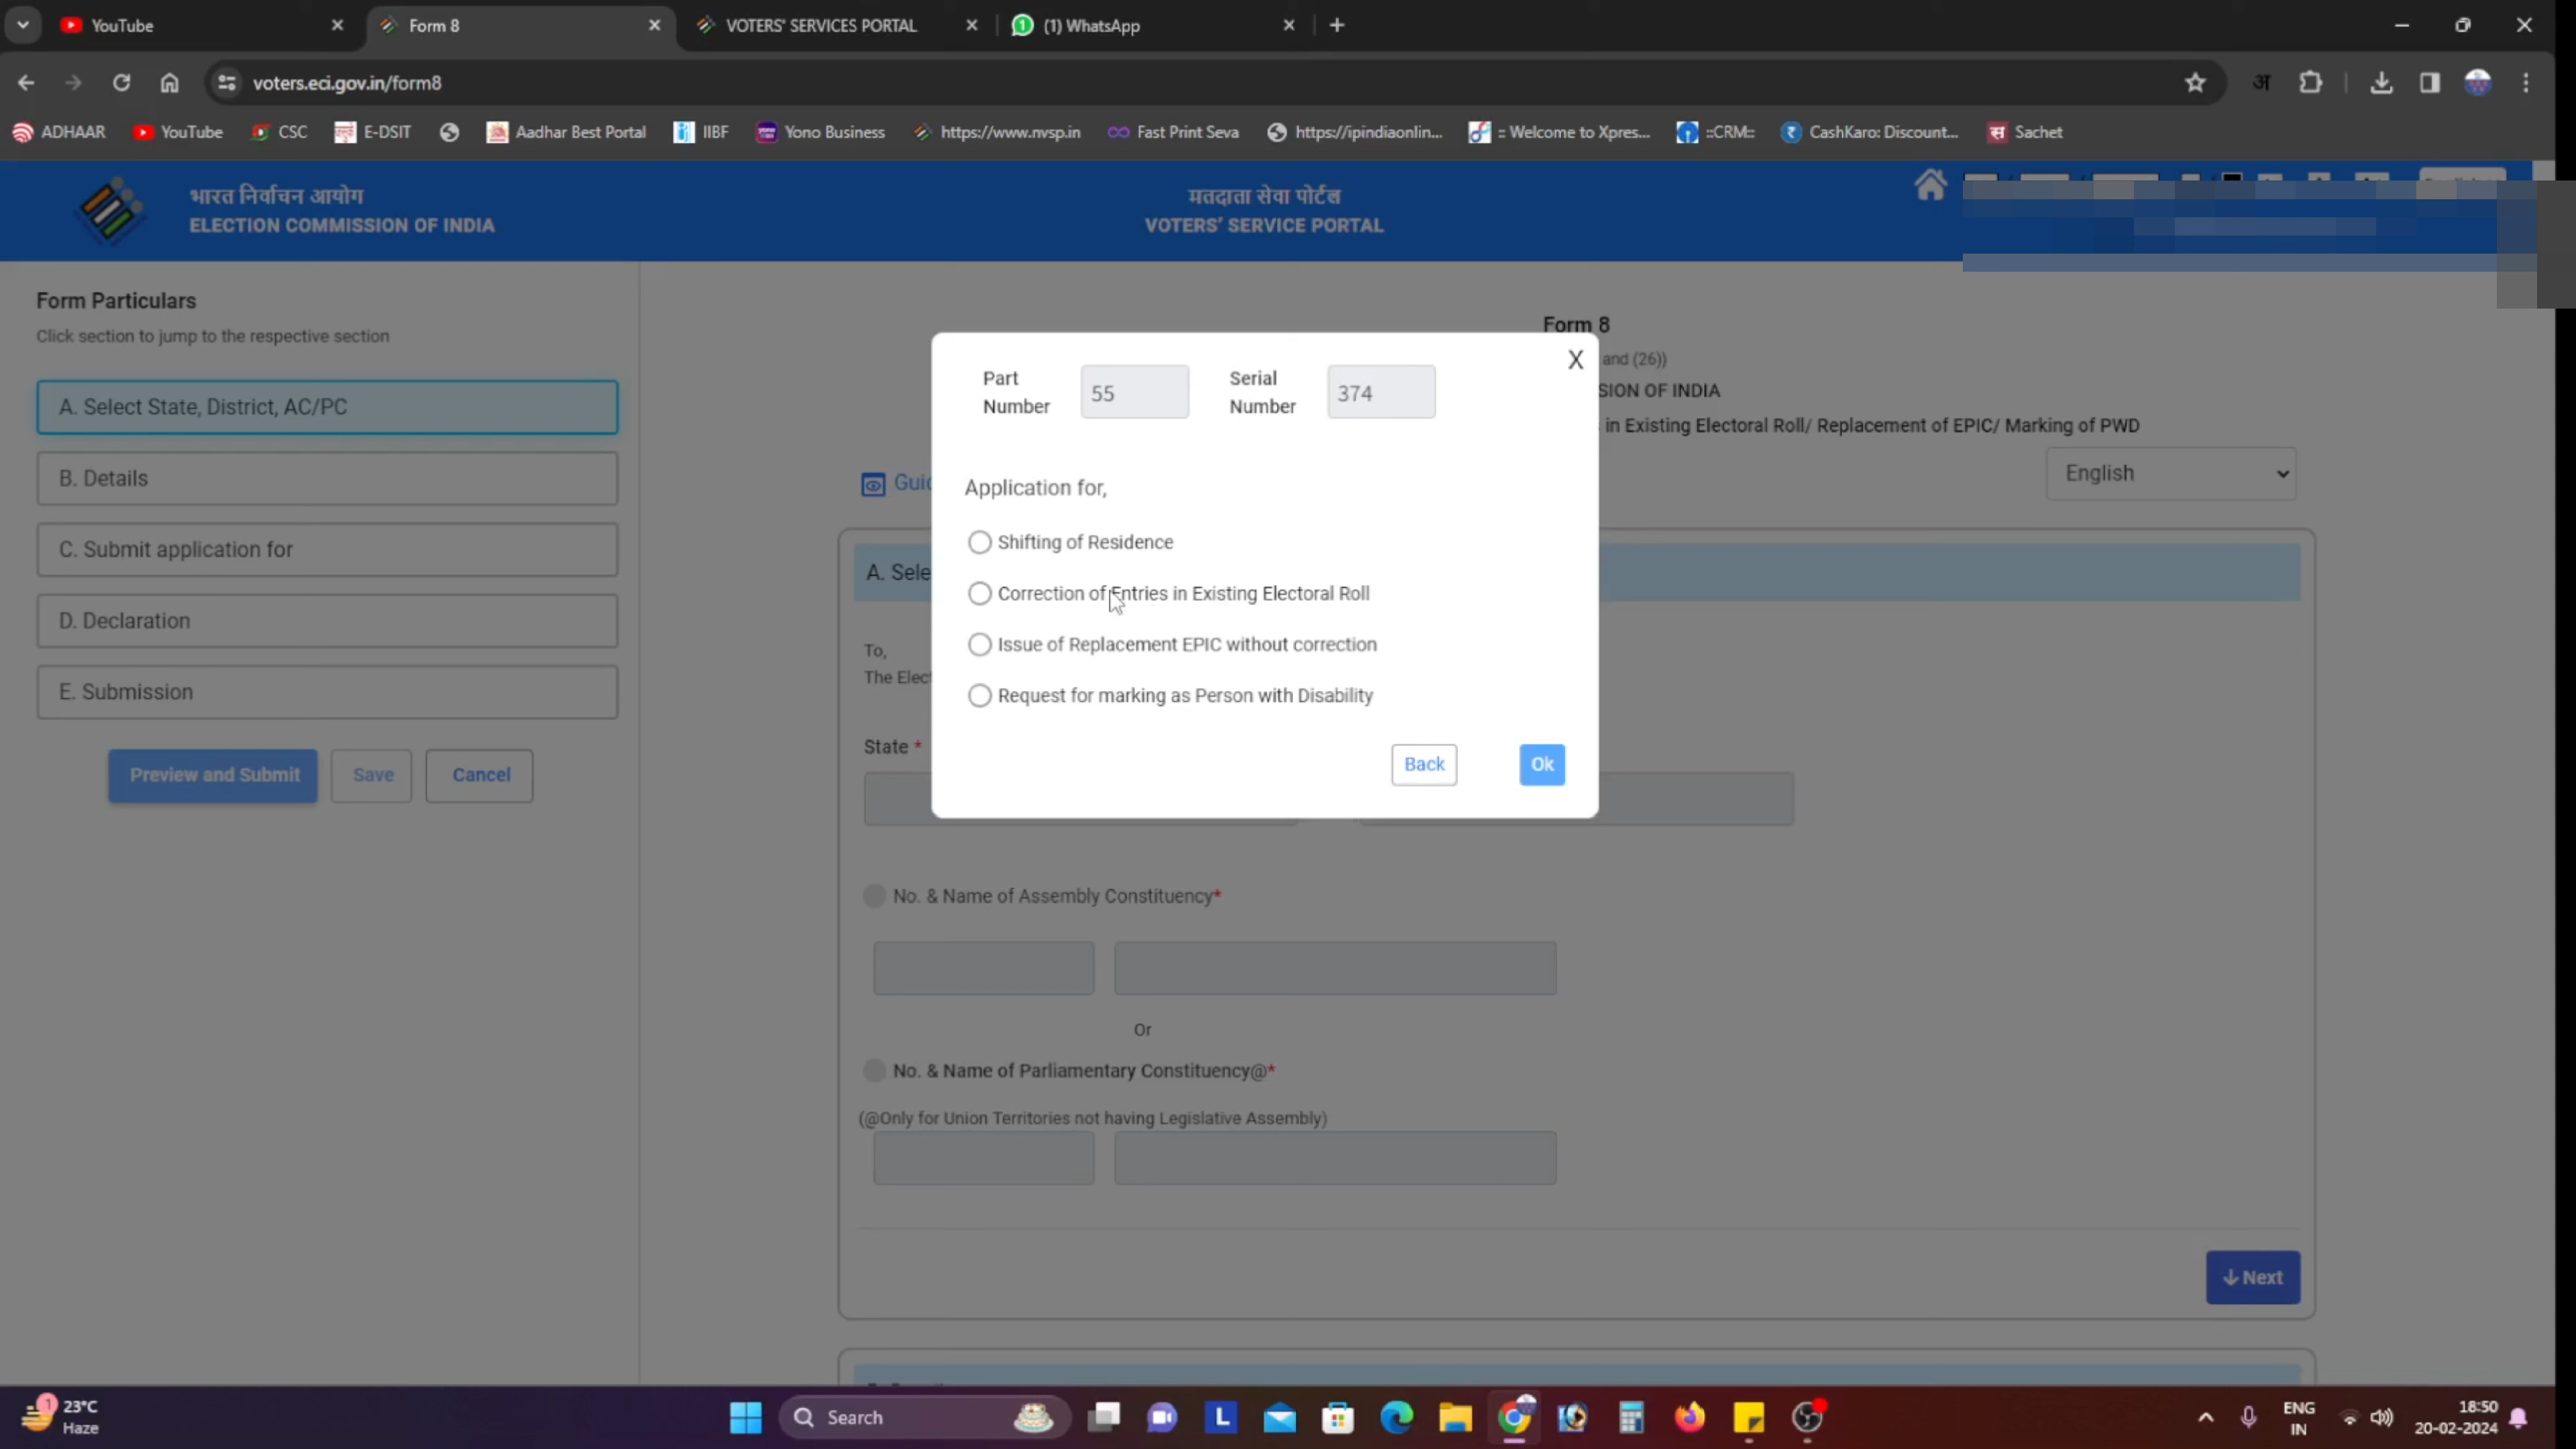 YouTube
Form 8
VOTERS' SERVICES PORTAL
(1) WhatsApp
voters.eci.gov.in/form8
अ
ADHAAR
YouTube
CSC
E-DSIT
Aadhar Best Portal
IIBF
Yono Business
https://www.nvsp.in
Fast Print Seva
https://ipindiaonlin...
:: Welcome to Xpres...
::CRM::
CashKaro: Discount...
Sachet
भारत निर्वाचन आयोग
ELECTION COMMISSION OF INDIA
मतदाता सेवा पोर्टल
VOTERS' SERVICE PORTAL
Form Particulars
Click section to jump to the respective section
A. Select State, District, AC/PC
B. Details
C. Submit application for
D. Declaration
E. Submission
Preview and Submit
Save
Cancel
Form 8
and (26))
SION OF INDIA
in Existing Electoral Roll/ Replacement of EPIC/ Marking of PWD
English
Guid
X
Part Number
55
Serial Number
374
Application for,
Shifting of Residence
Correction of Entries in Existing Electoral Roll
Issue of Replacement EPIC without correction
Request for marking as Person with Disability
Back
Ok
A. Sele
To,
The Elect
State *
No. & Name of Assembly Constituency*
Or
No. & Name of Parliamentary Constituency@*
(@Only for Union Territories not having Legislative Assembly)
Next
1
23°C
Haze
Search
L
ENG
IN
18:50
20-02-2024